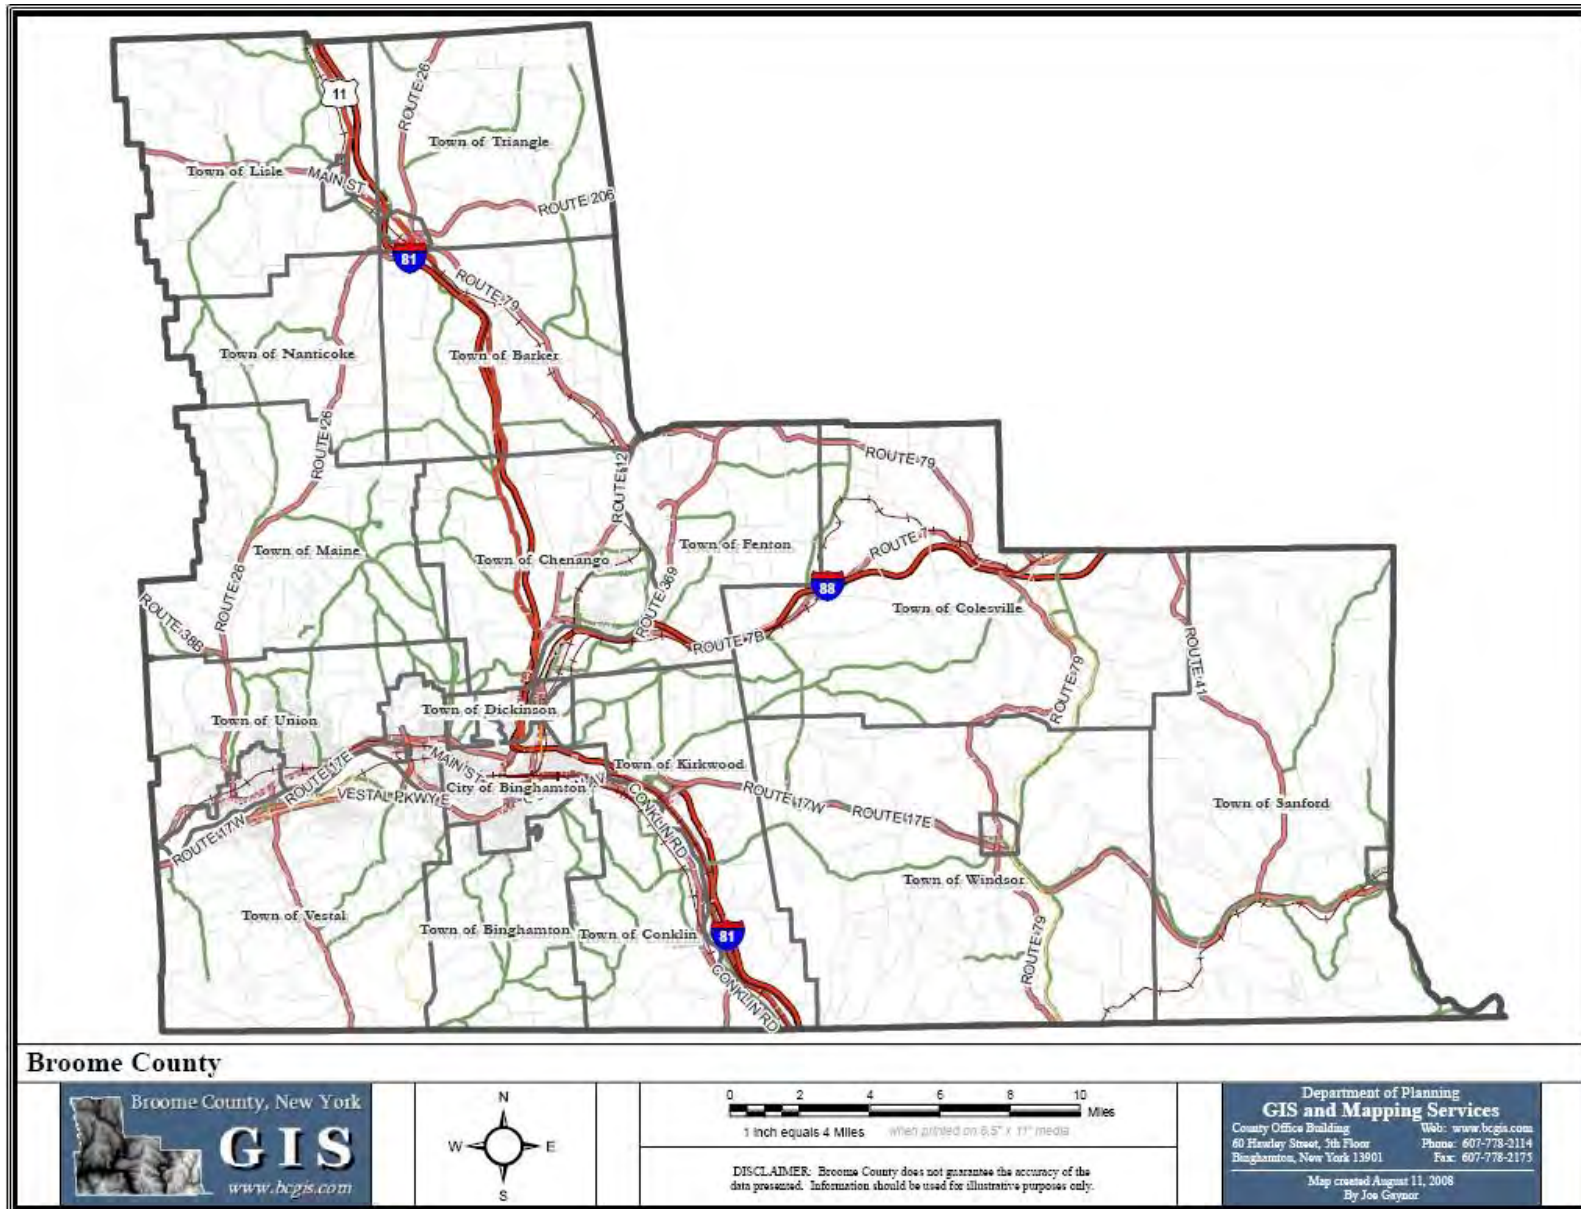 11
ROUTE 26
Town of Triangle
Town of Lisle
MAIN ST
ROUTE 206
81
ROUTE 79
Town of Nanticoke
Town of Barker
ROUTE 26
ROUTE 12
ROUTE 79
Town of Maine
Town of Chenango
Town of Fenton
ROUTE 7
ROUTE 26
ROUTE 369
88
Town of Colesville
ROUTE 38B
ROUTE 7B
ROUTE 41
ROUTE 79
Town of Union
Town of Dickinson
ROUTE 17E
MAIN ST
Town of Kirkwood
City of Binghamton
VESTAL PKWY E
ROUTE 17W
ROUTE 17E
Town of Sanford
CONKLIN RD
ROUTE 17W
Town of Windsor
Town of Vestal
Town of Binghamton
Town of Conklin
81
ROUTE 79
CONKLIN RD
Broome County
Broome County, New York
GIS
www.bcgis.com
N
W E
S
0 2 4 6 8 10
Miles
1 inch equals 4 Miles when printed on 8.5" x 11" media
DISCLAIMER: Broome County does not guarantee the accuracy of the
data presented. Information should be used for illustrative purposes only.
Department of Planning
GIS and Mapping Services
County Office Building Web: www.bcgis.com
60 Hawley Street, 5th Floor Phone: 607-778-2114
Binghamton, New York 13901 Fax: 607-778-2175
Map created August 11, 2008
By Joe Gaynor